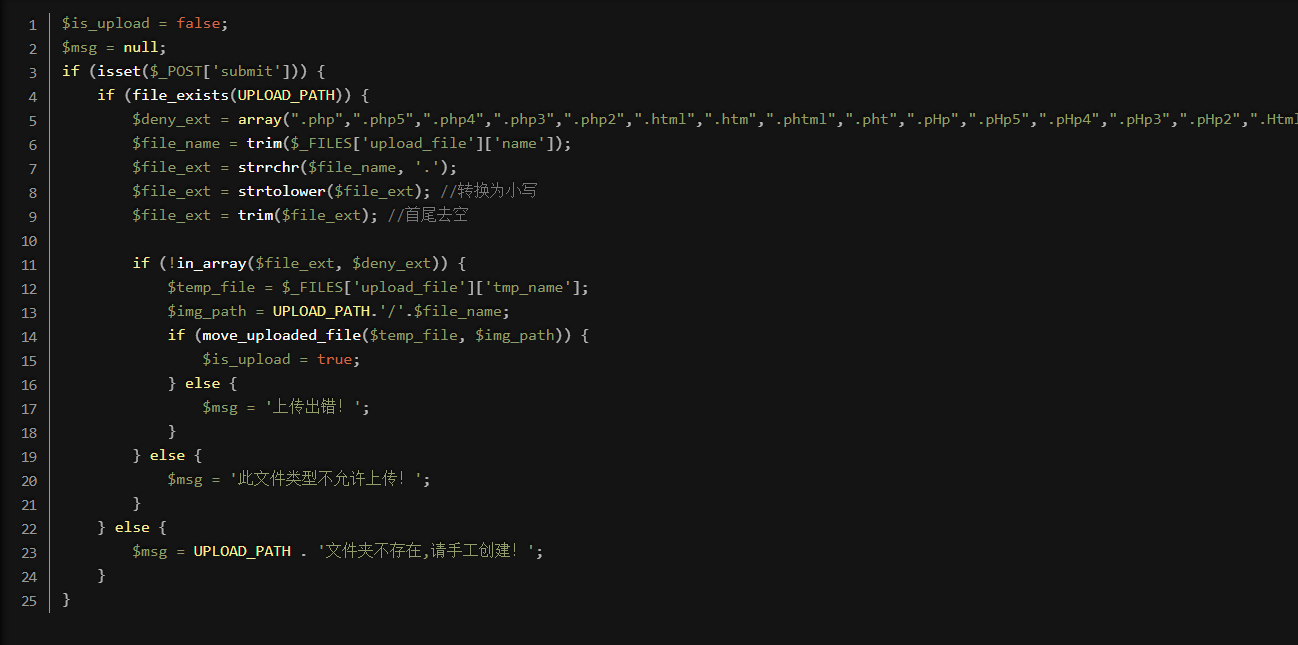 1 $is_upload = false;
2 $msg = null;
3 if (isset($_POST['submit'])) {
4     if (file_exists(UPLOAD_PATH)) {
5         $deny_ext = array(".php",".php5",".php4",".php3",".php2",".html",".htm",".phtml",".pht",".pHp",".pHp5",".pHp4",".pHp3",".pHp2",".Html
6         $file_name = trim($_FILES['upload_file']['name']);
7         $file_ext = strrchr($file_name, '.');
8         $file_ext = strtolower($file_ext); //转换为小写
9         $file_ext = trim($file_ext); //首尾去空
10
11         if (!in_array($file_ext, $deny_ext)) {
12             $temp_file = $_FILES['upload_file']['tmp_name'];
13             $img_path = UPLOAD_PATH.'/'.$file_name;
14             if (move_uploaded_file($temp_file, $img_path)) {
15                 $is_upload = true;
16             } else {
17                 $msg = '上传出错！';
18             }
19         } else {
20             $msg = '此文件类型不允许上传！';
21         }
22     } else {
23         $msg = UPLOAD_PATH . '文件夹不存在,请手工创建！';
24     }
25 }